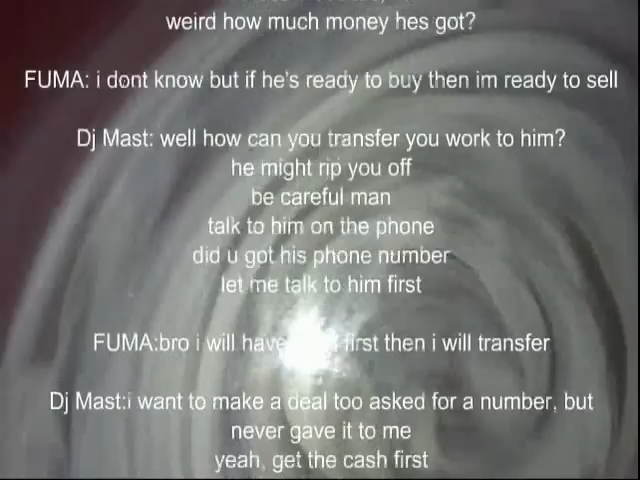 weird how much money hes got?
FUMA: i dont know but if he's ready to buy then im ready to sell
Dj Mast: well how can you transfer you work to him?
he might rip you off
be careful man
talk to him on the phone
did u got his phone number
let me talk to him first
FUMA:bro i will have first then i will transfer
Dj Mast:i want to make a deal too asked for a number, but
never gave it to me
yeah, get the cash first